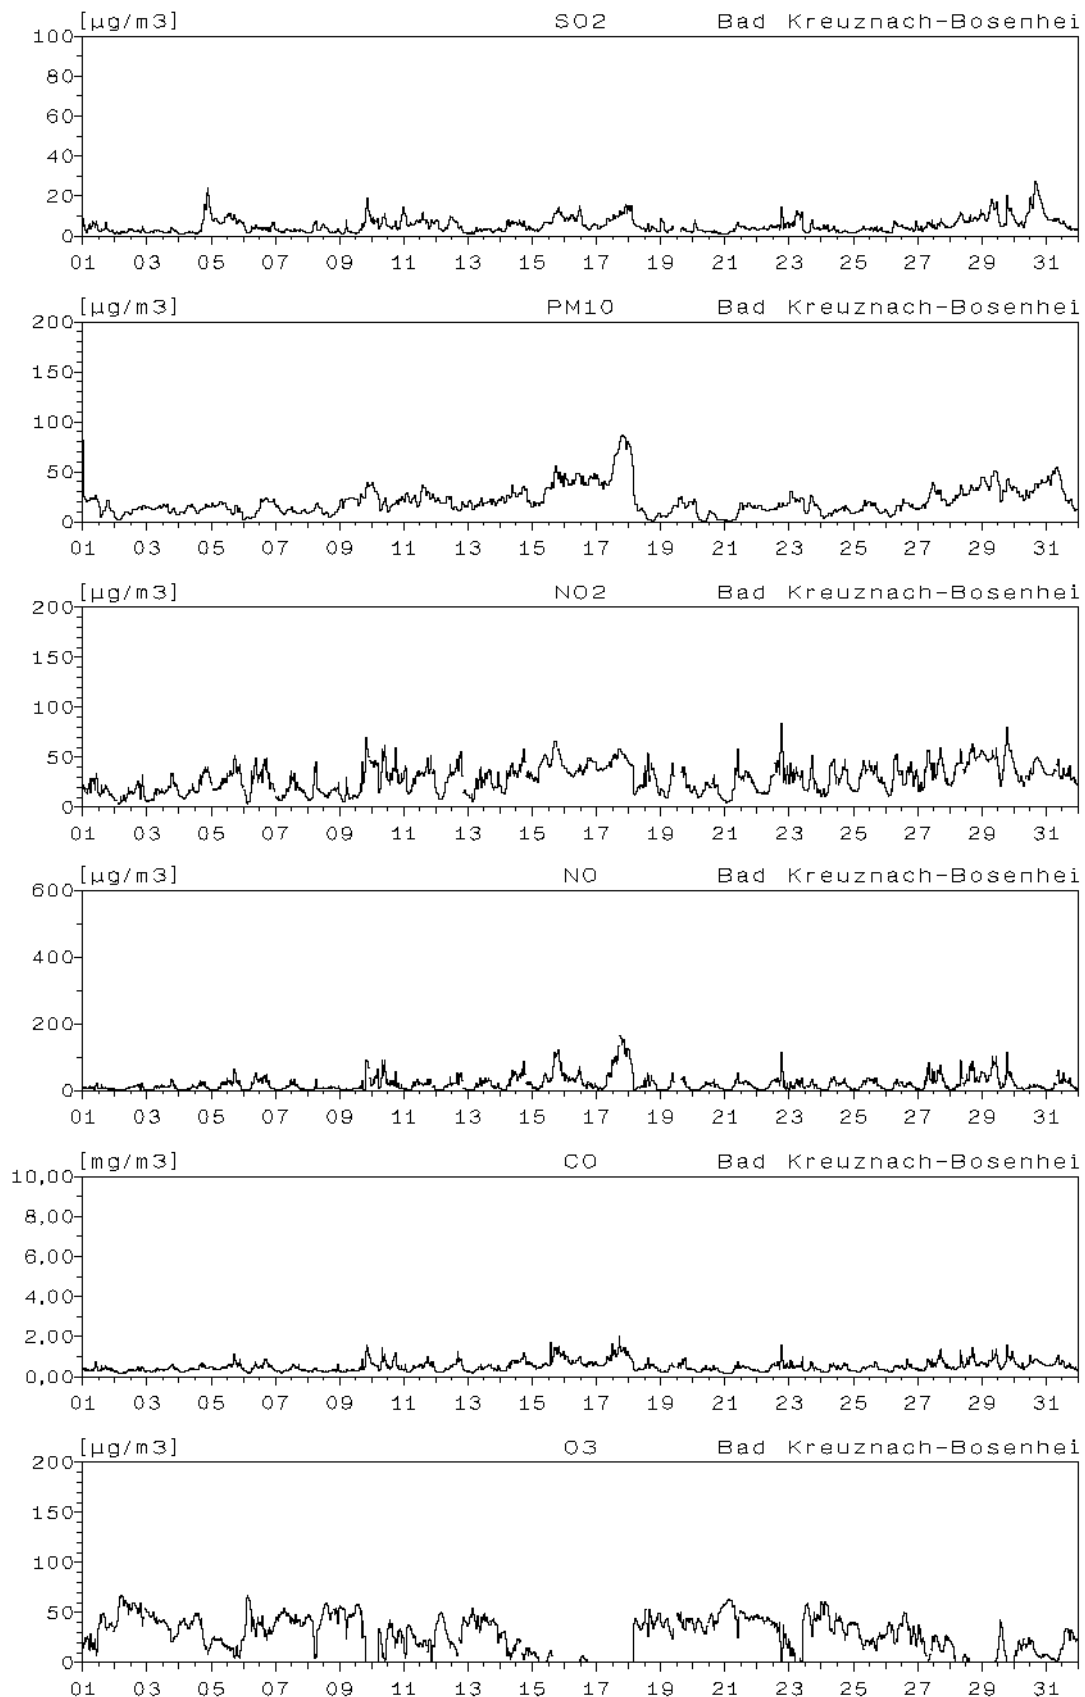 [µg/m3] SO2 Bad Kreuznach-Bosenhei
100
80
60
40
20
0
01 03 05 07 09 11 13 15 17 19 21 23 25 27 29 31
[µg/m3] PM10 Bad Kreuznach-Bosenhei
200
150
100
50
0
01 03 05 07 09 11 13 15 17 19 21 23 25 27 29 31
[µg/m3] NO2 Bad Kreuznach-Bosenhei
200
150
100
50
0
01 03 05 07 09 11 13 15 17 19 21 23 25 27 29 31
[µg/m3] NO Bad Kreuznach-Bosenhei
600
400
200
0
01 03 05 07 09 11 13 15 17 19 21 23 25 27 29 31
[mg/m3] CO Bad Kreuznach-Bosenhei
10,00
8,00
6,00
4,00
2,00
0,00
01 03 05 07 09 11 13 15 17 19 21 23 25 27 29 31
[µg/m3] O3 Bad Kreuznach-Bosenhei
200
150
100
50
0
01 03 05 07 09 11 13 15 17 19 21 23 25 27 29 31